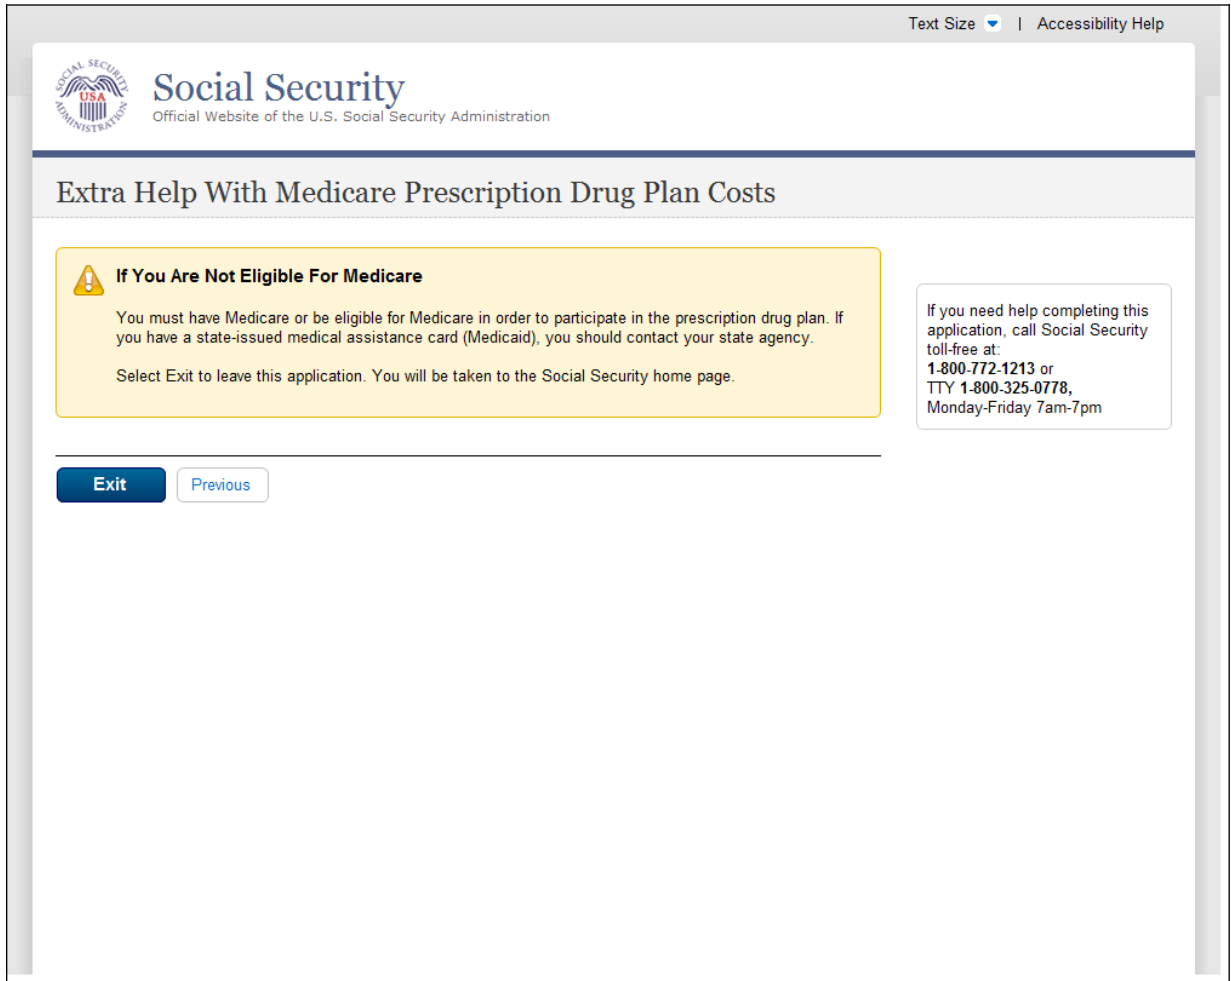 Text Size | Accessibility Help
SOCIAL SECURITY ADMINISTRATION
USA
Social Security
Official Website of the U.S. Social Security Administration
Extra Help With Medicare Prescription Drug Plan Costs
If You Are Not Eligible For Medicare
You must have Medicare or be eligible for Medicare in order to participate in the prescription drug plan. If
you have a state-issued medical assistance card (Medicaid), you should contact your state agency.
Select Exit to leave this application. You will be taken to the Social Security home page.
If you need help completing this
application, call Social Security
toll-free at:
1-800-772-1213 or
TTY 1-800-325-0778,
Monday-Friday 7am-7pm
Exit
Previous